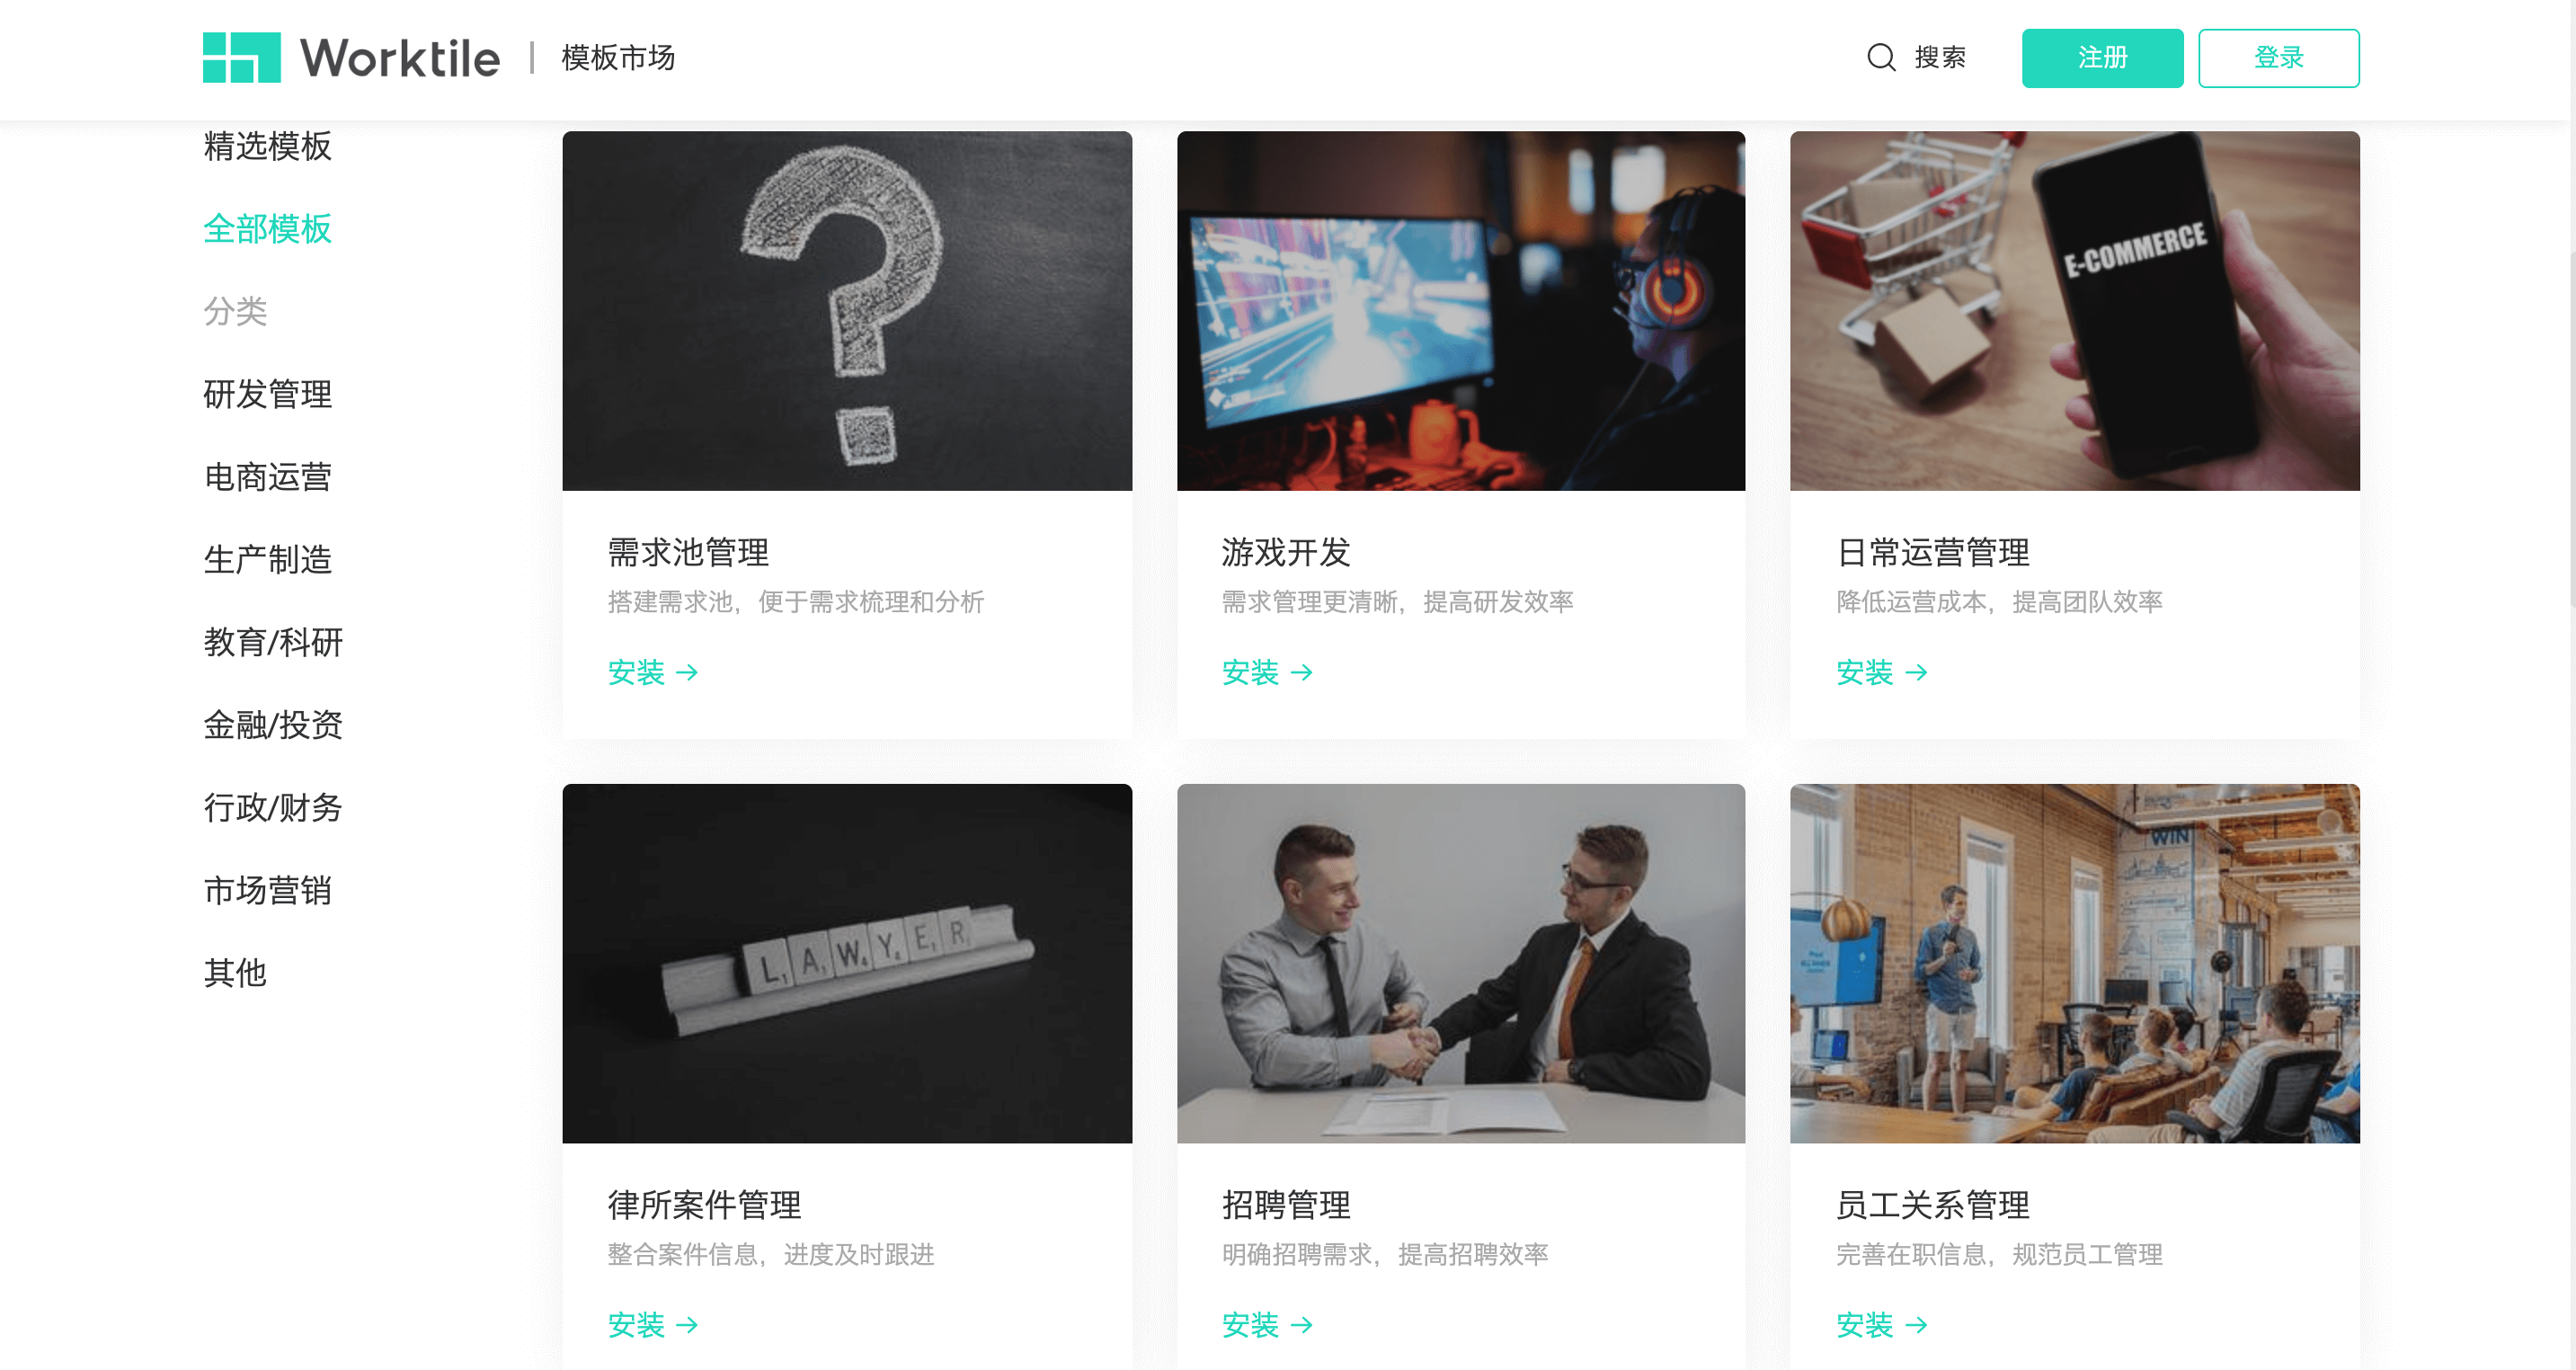 Worktile
模板市场
搜索
注册
登录
精选模板
全部模板
分类
研发管理
电商运营
生产制造
教育/科研
金融/投资
行政/财务
市场营销
其他
E-COMMERCE
需求池管理
搭建需求池，便于需求梳理和分析
安装 →
游戏开发
需求管理更清晰，提高研发效率
安装 →
日常运营管理
降低运营成本，提高团队效率
安装 →
LAWYER
WIN
律所案件管理
整合案件信息，进度及时跟进
安装 →
招聘管理
明确招聘需求，提高招聘效率
安装 →
员工关系管理
完善在职信息，规范员工管理
安装 →